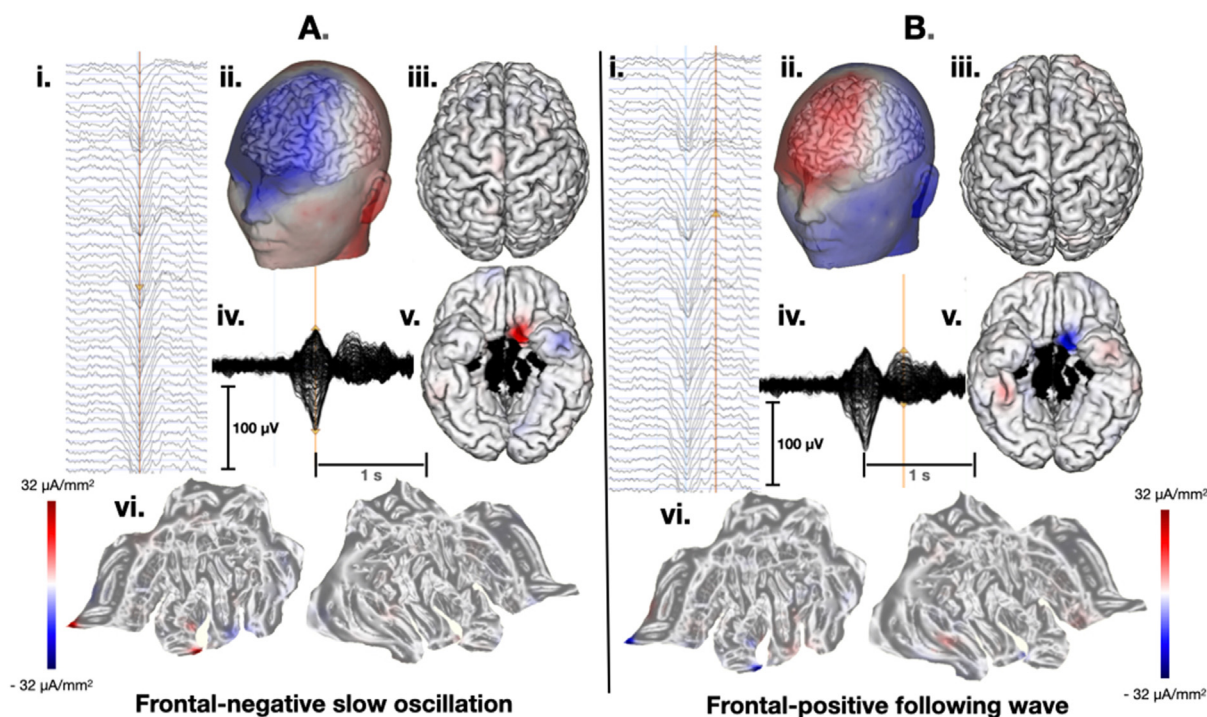 A.
i.
ii.
iii.
iv.
v.
100 µV
1 s
32 µA/mm²
vi.
- 32 µA/mm²
Frontal-negative slow oscillation
B.
i.
ii.
iii.
iv.
v.
100 µV
1 s
vi.
32 µA/mm²
- 32 µA/mm²
Frontal-positive following wave